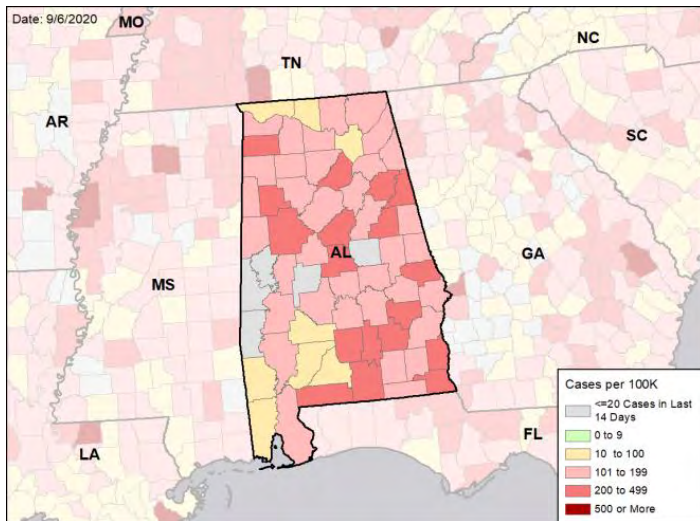 Date: 9/6/2020
MO
NC
TN
AR
SC
AL
GA
MS
Cases per 100K
<=20 Cases in Last
14 Days
0 to 9
10 to 100
101 to 199
200 to 499
500 or More
FL
LA